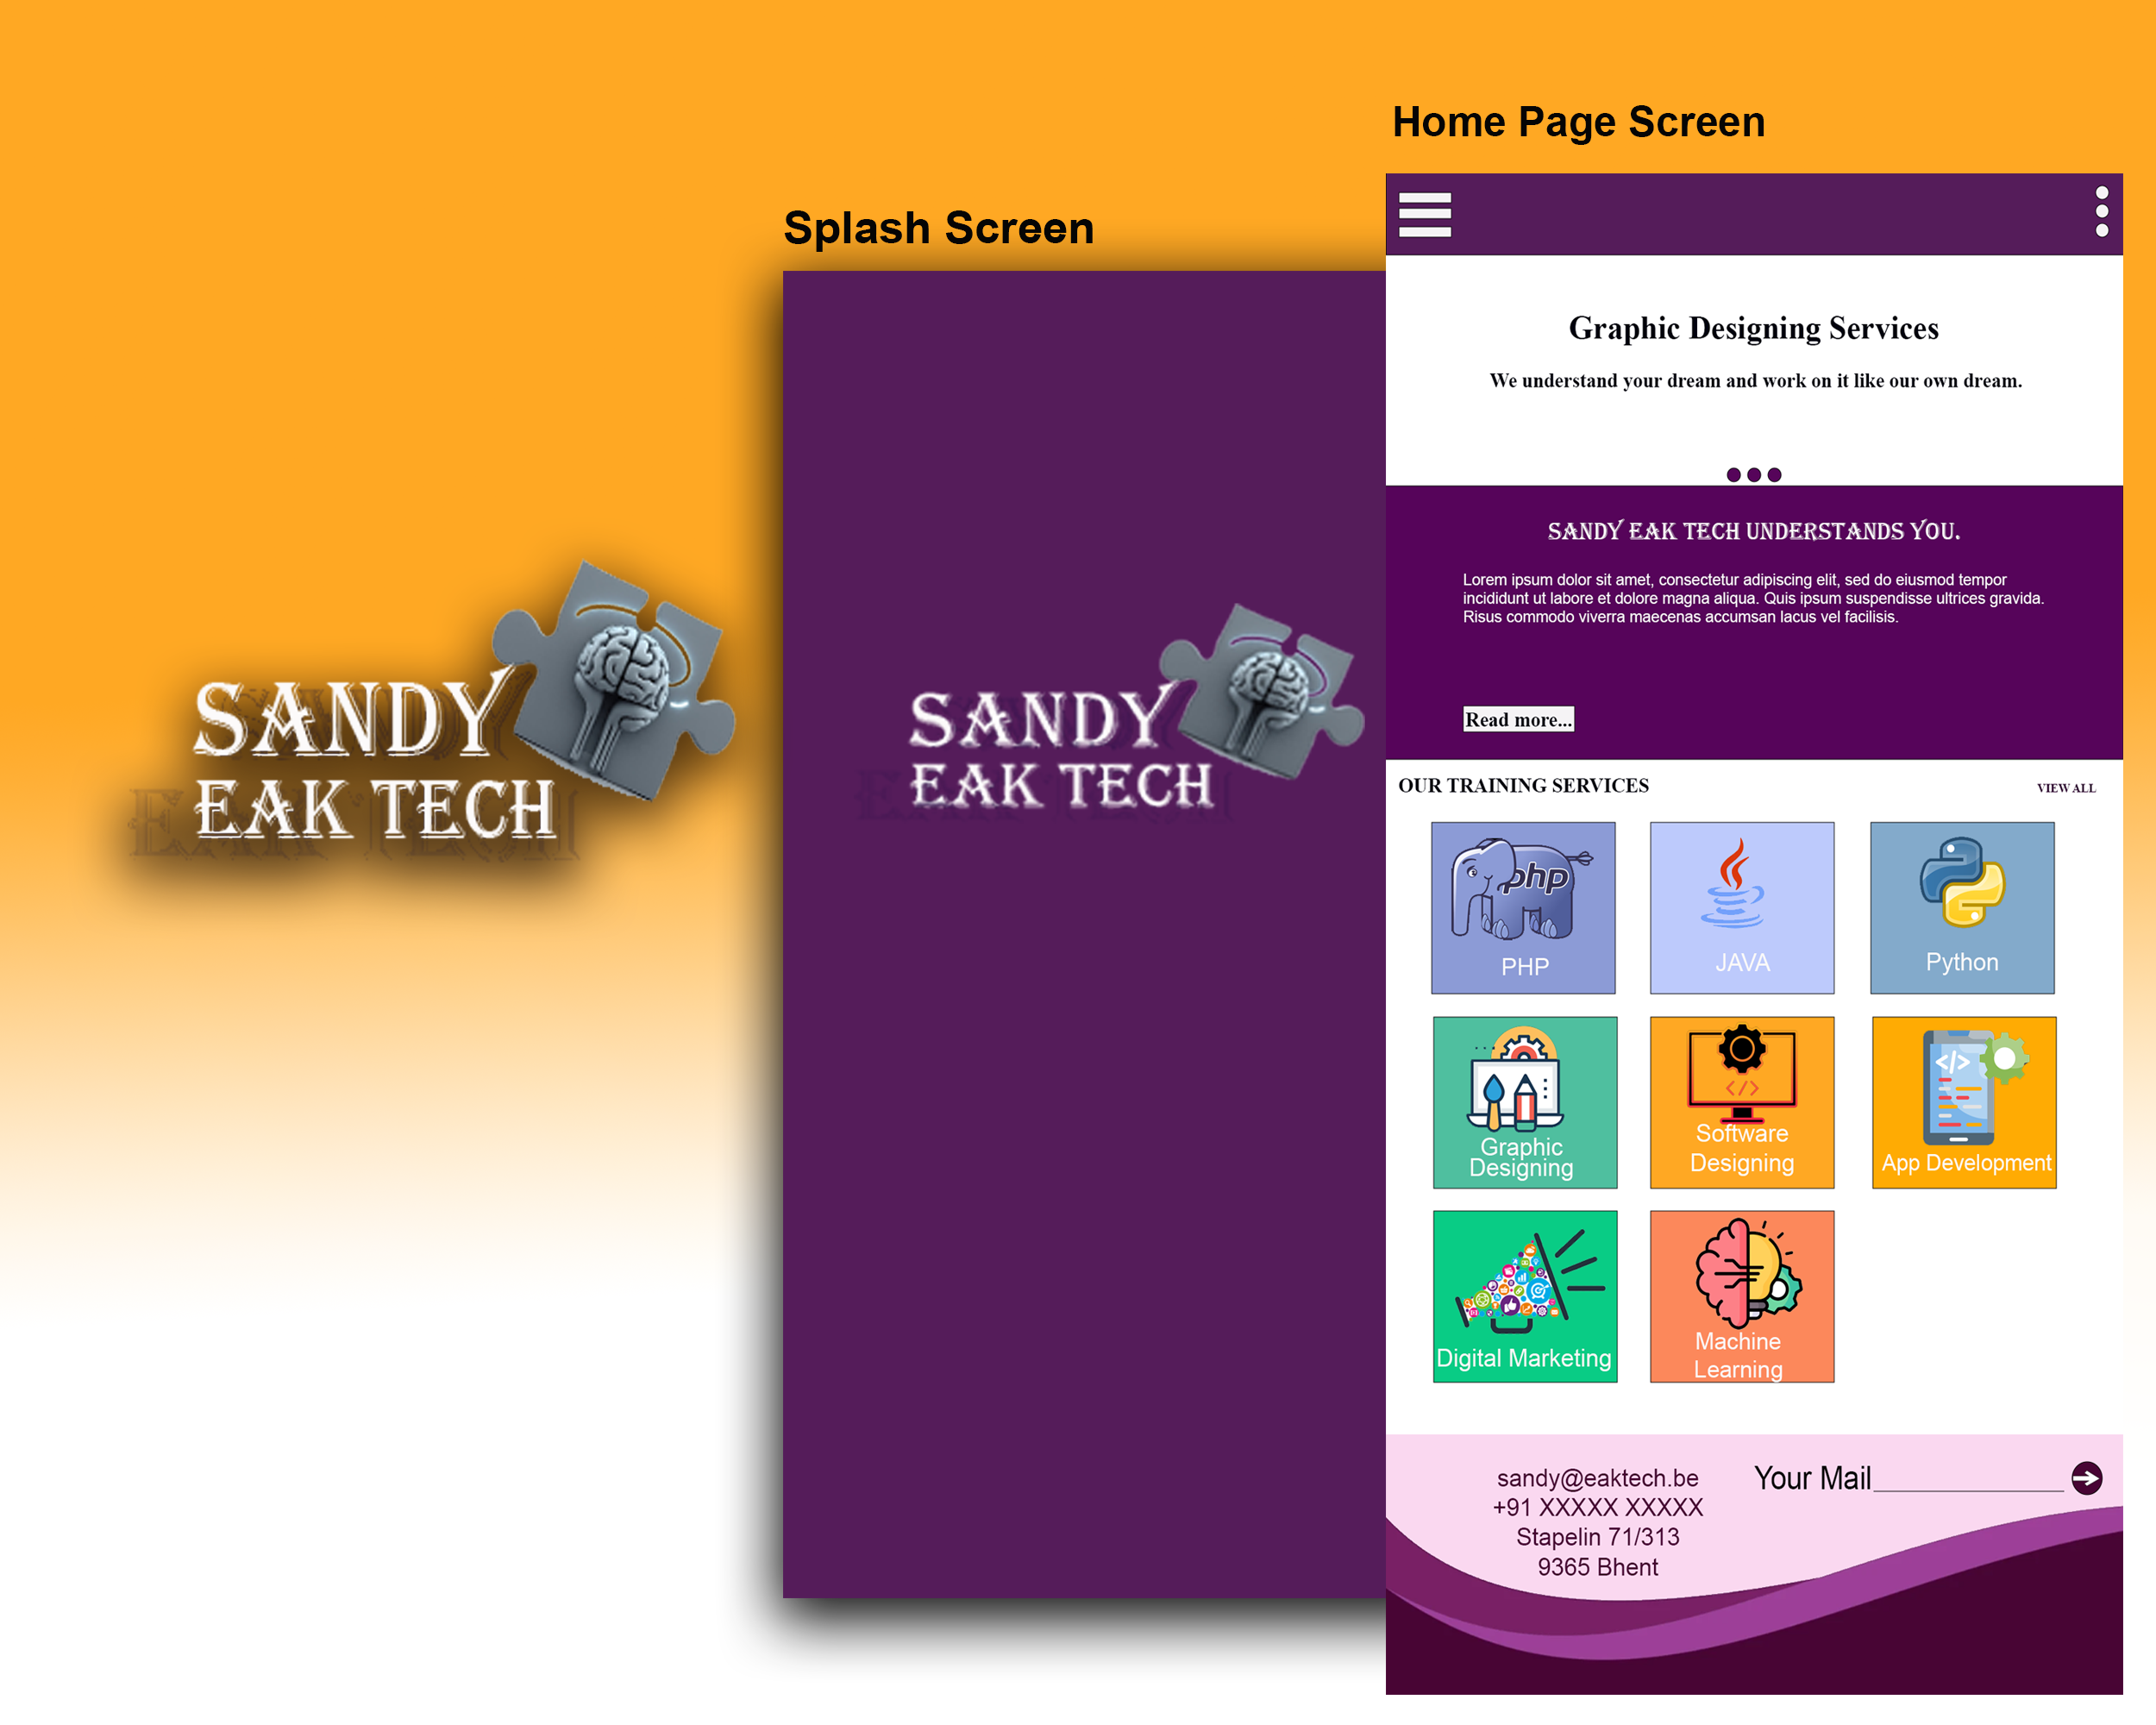 Home Page Screen
Splash Screen
SANDY
EAK TECH
SANDY
EAK TECH
Graphic Designing Services
We understand your dream and work on it like our own dream.
SANDY EAK TECH UNDERSTANDS YOU.
Lorem ipsum dolor sit amet, consectetur adipiscing elit, sed do eiusmod tempor
incididunt ut labore et dolore magna aliqua. Quis ipsum suspendisse ultrices gravida.
Risus commodo viverra maecenas accumsan lacus vel facilisis.
Read more...
OUR TRAINING SERVICES
VIEW ALL
php
PHP
JAVA
Python
Graphic
Designing
</>
Software
Designing
</>
App Development
Digital Marketing
Machine
Learning
sandy@eaktech.be
+91 XXXXX XXXXX
Stapelin 71/313
9365 Bhent
Your Mail